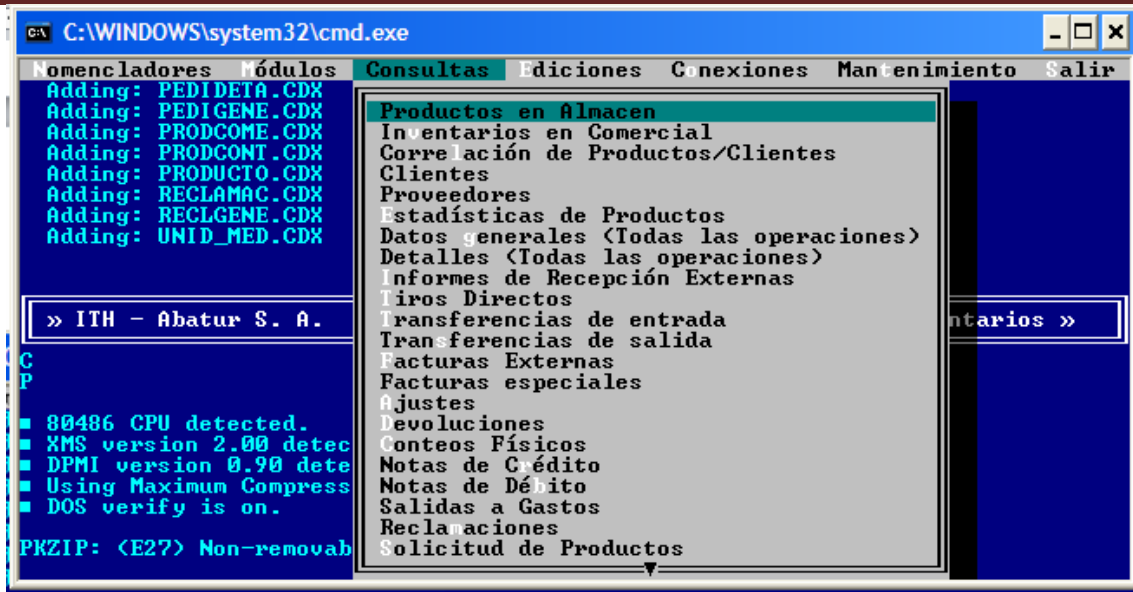 C:\WINDOWS\system32\cmd.exe
Nomencladores Módulos Consultas Ediciones Conexiones Mantenimiento Salir
Adding: PEDIDETA.CDX
Adding: PEDIGENE.CDX
Adding: PRODCOME.CDX
Adding: PRODCONT.CDX
Adding: PRODUCTO.CDX
Adding: RECLAMAC.CDX
Adding: RECLGENE.CDX
Adding: UNID_MED.CDX
» ITH - Abatur S. A.
ntarios »
C
P
■ 80486 CPU detected.
■ XMS version 2.00 detec
■ DPMI version 0.90 dete
■ Using Maximum Compress
■ DOS verify is on.
PKZIP: (E27) Non-removab
Productos en Almacen
Inventarios en Comercial
Correlación de Productos/Clientes
Clientes
Proveedores
Estadísticas de Productos
Datos generales (Todas las operaciones)
Detalles (Todas las operaciones)
Informes de Recepción Externas
Tiros Directos
Transferencias de entrada
Transferencias de salida
Facturas Externas
Facturas especiales
Ajustes
Devoluciones
Conteos Físicos
Notas de Crédito
Notas de Débito
Salidas a Gastos
Reclamaciones
Solicitud de Productos